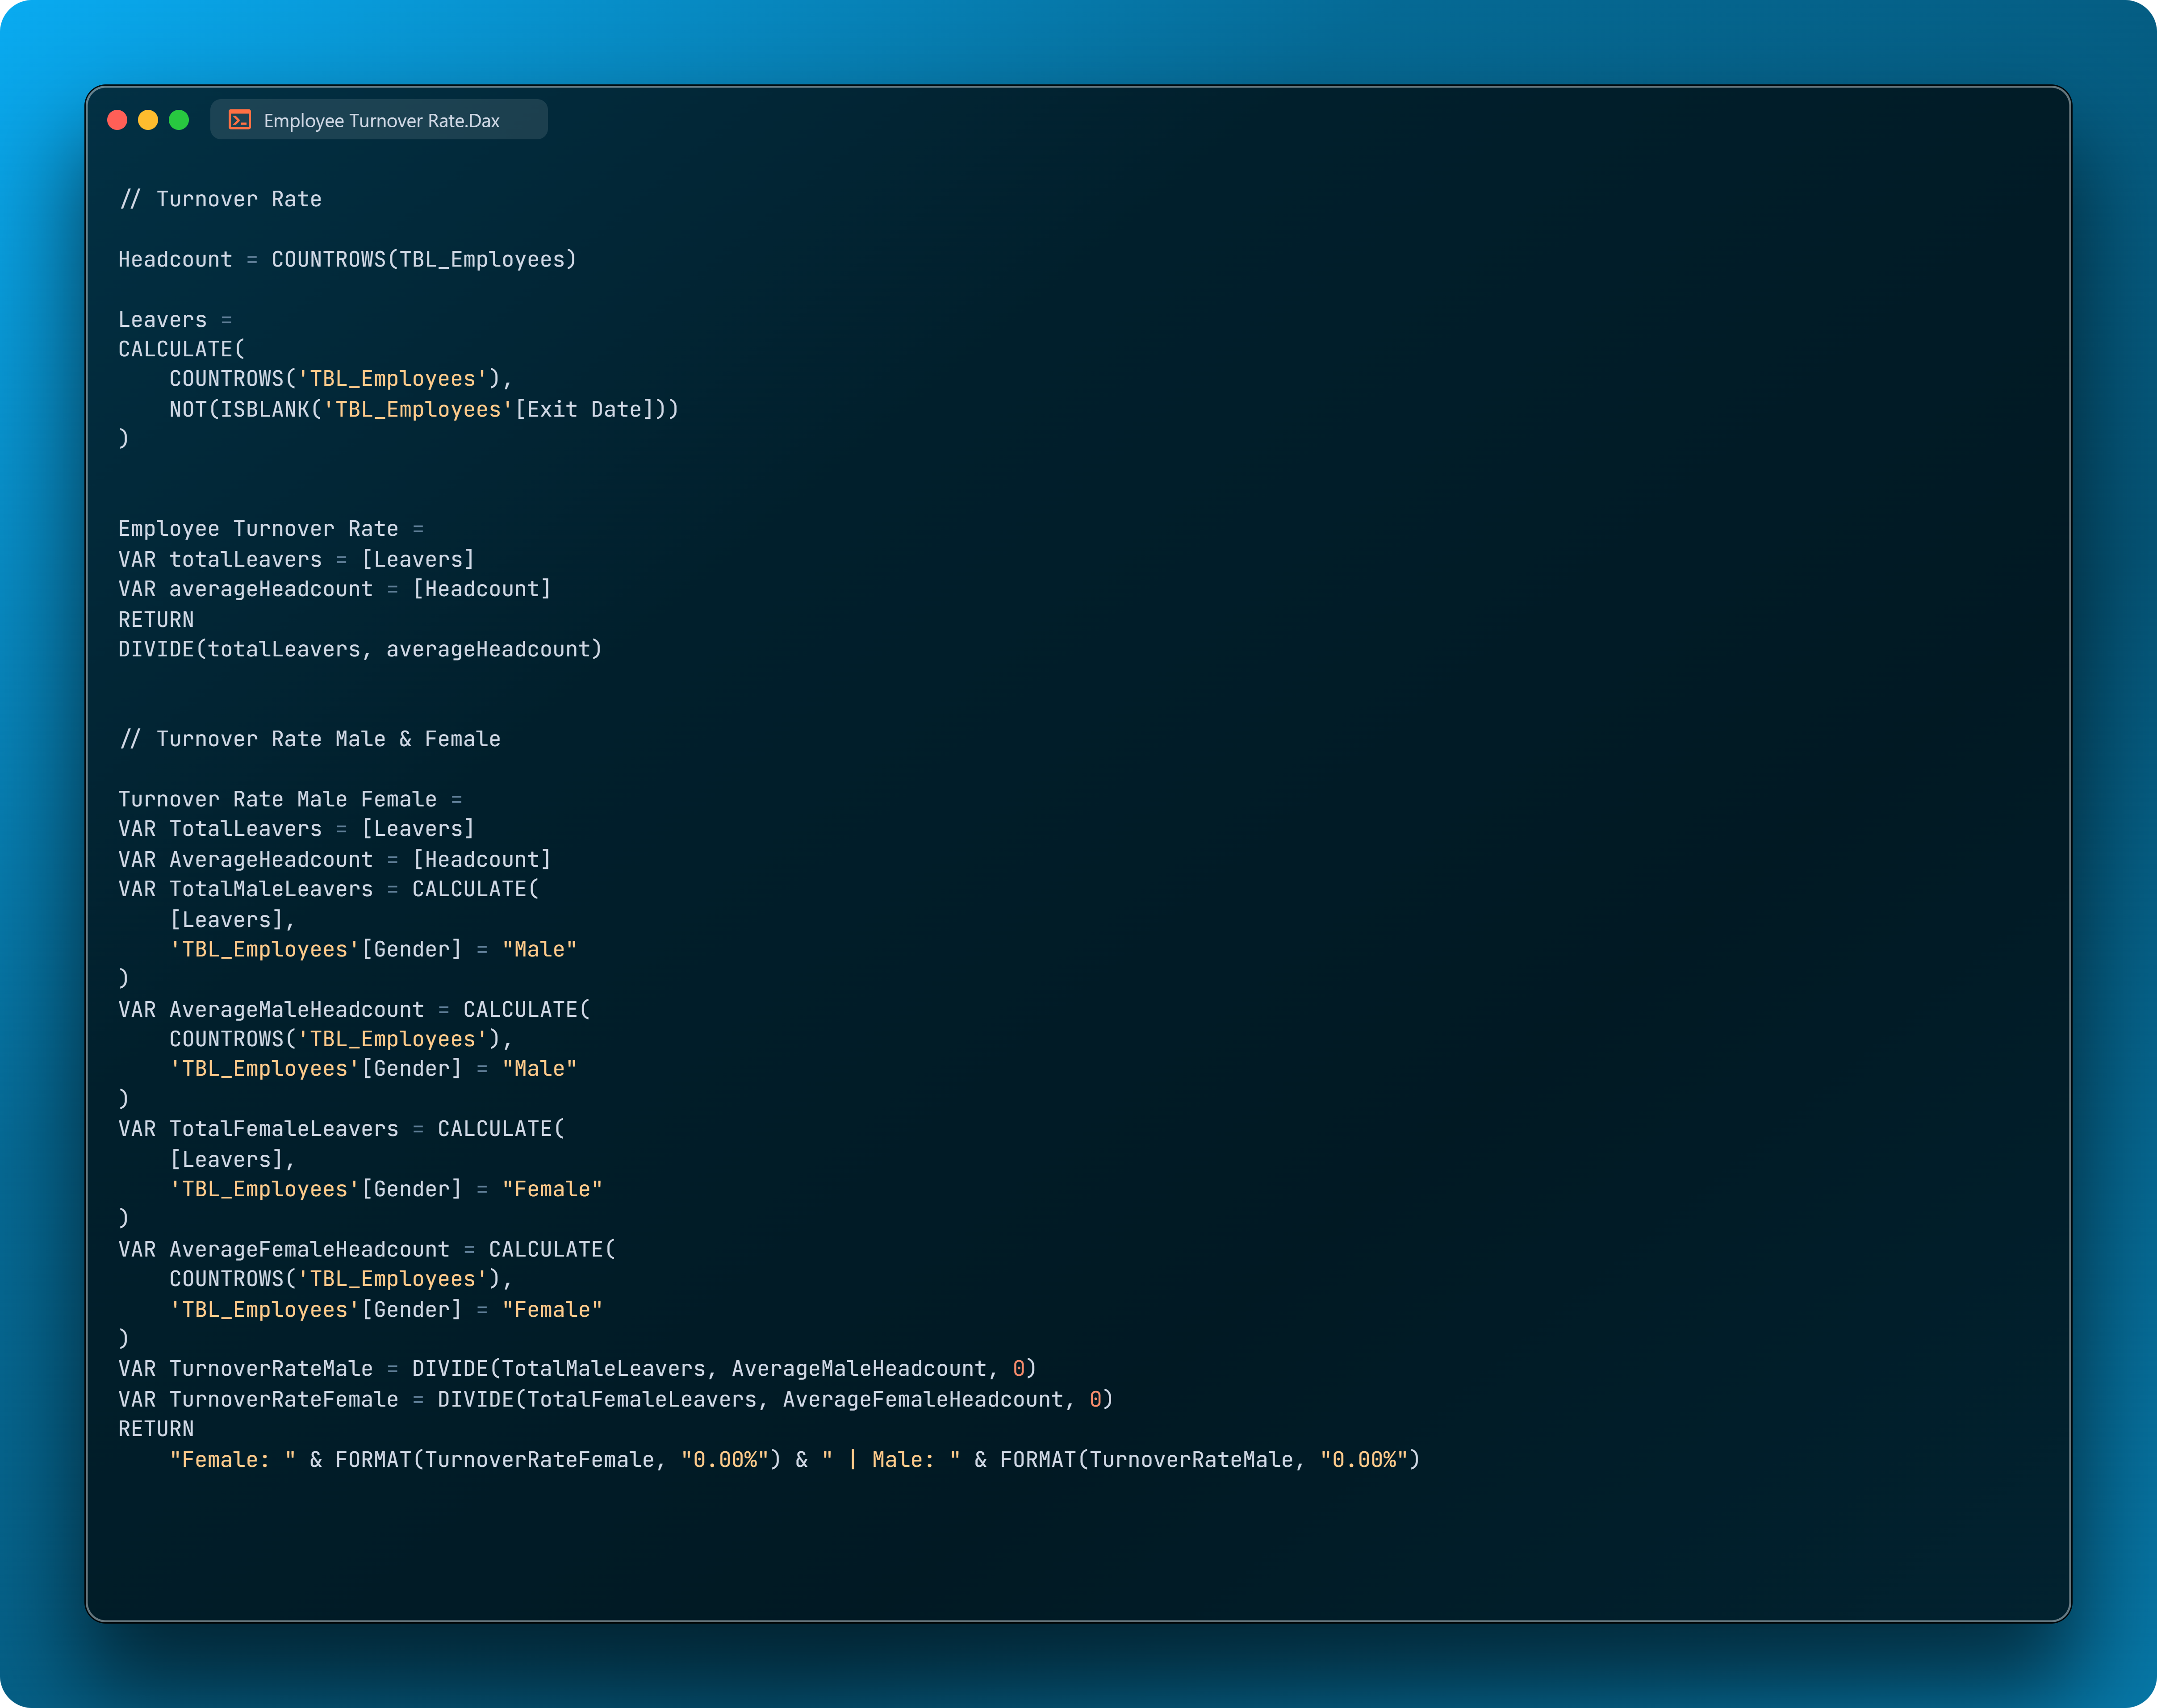 Employee Turnover Rate.Dax
// Turnover Rate
Headcount = COUNTROWS(TBL_Employees)
Leavers =
CALCULATE(
    COUNTROWS('TBL_Employees'),
    NOT(ISBLANK('TBL_Employees'[Exit Date]))
)
Employee Turnover Rate =
VAR totalLeavers = [Leavers]
VAR averageHeadcount = [Headcount]
RETURN
DIVIDE(totalLeavers, averageHeadcount)
// Turnover Rate Male & Female
Turnover Rate Male Female =
VAR TotalLeavers = [Leavers]
VAR AverageHeadcount = [Headcount]
VAR TotalMaleLeavers = CALCULATE(
    [Leavers],
    'TBL_Employees'[Gender] = "Male"
)
VAR AverageMaleHeadcount = CALCULATE(
    COUNTROWS('TBL_Employees'),
    'TBL_Employees'[Gender] = "Male"
)
VAR TotalFemaleLeavers = CALCULATE(
    [Leavers],
    'TBL_Employees'[Gender] = "Female"
)
VAR AverageFemaleHeadcount = CALCULATE(
    COUNTROWS('TBL_Employees'),
    'TBL_Employees'[Gender] = "Female"
)
VAR TurnoverRateMale = DIVIDE(TotalMaleLeavers, AverageMaleHeadcount, 0)
VAR TurnoverRateFemale = DIVIDE(TotalFemaleLeavers, AverageFemaleHeadcount, 0)
RETURN
    "Female: " & FORMAT(TurnoverRateFemale, "0.00%") & " | Male: " & FORMAT(TurnoverRateMale, "0.00%")